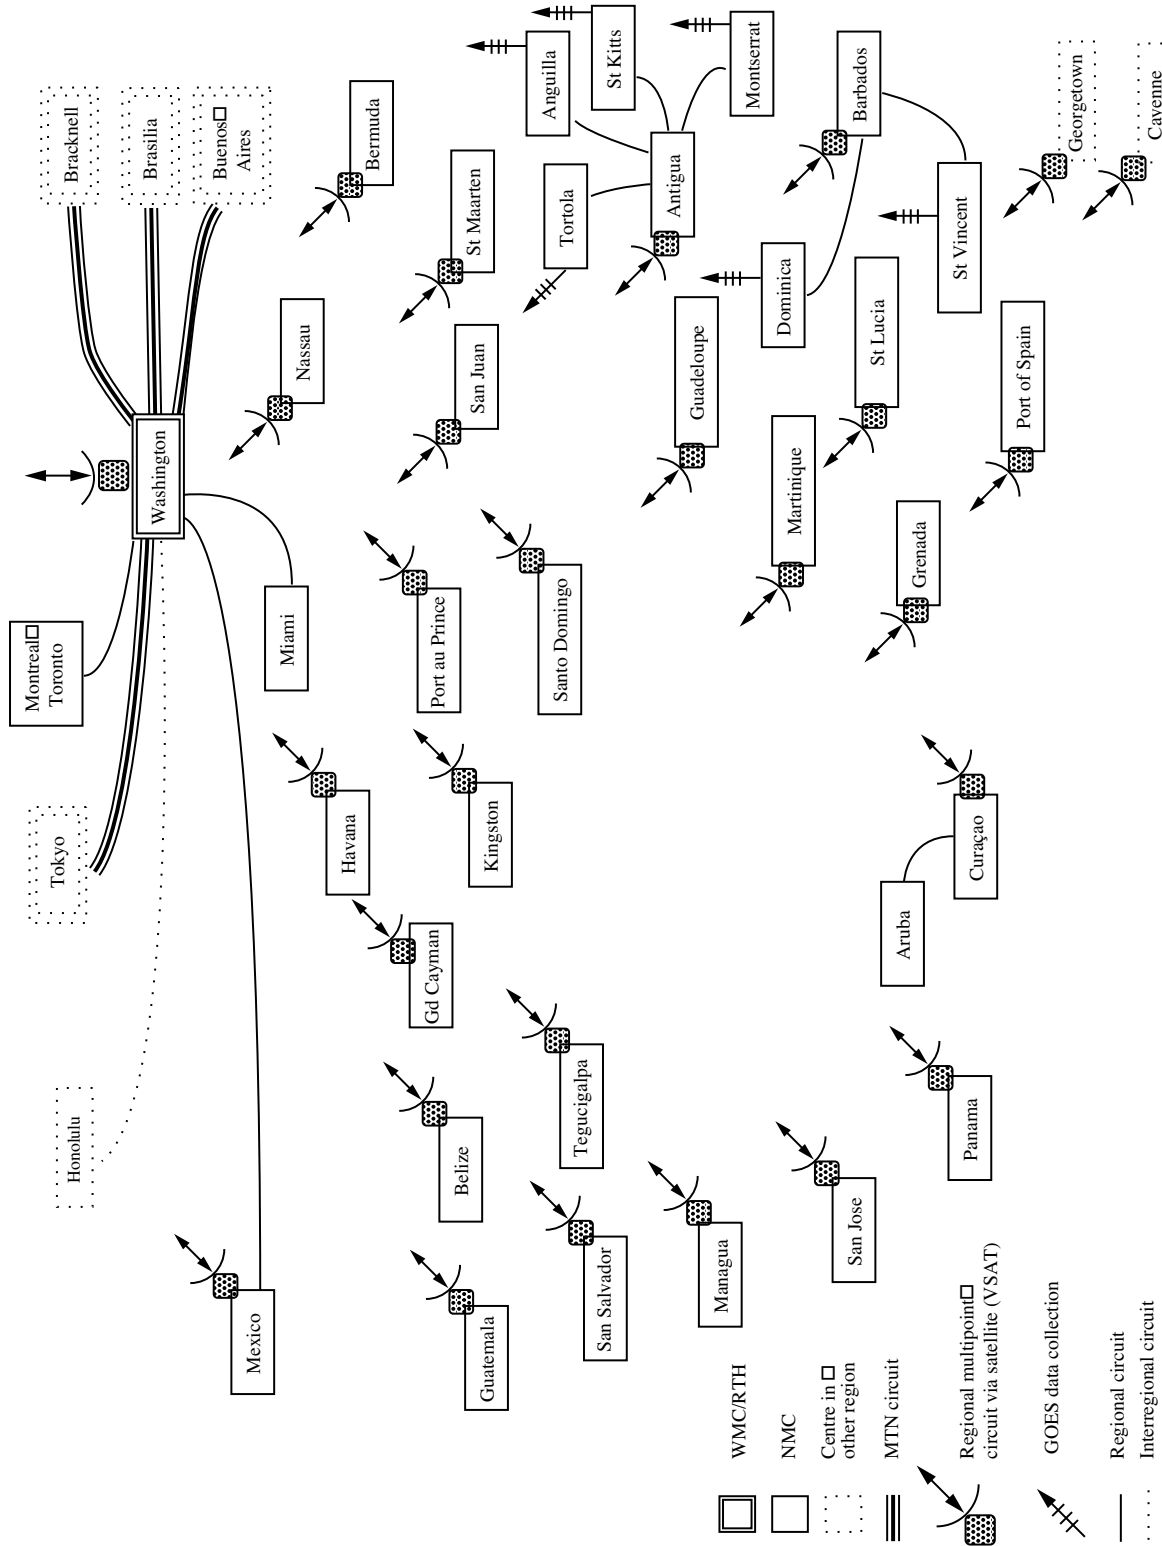 Montreal
Toronto
Tokyo
Bracknell
Honolulu
Brasilia
Washington
Buenos
Aires
Mexico
Miami
Nassau
Havana
Bermuda
Gd Cayman
Port au Prince
Belize
St Maarten
San Juan
Guatemala
Kingston
Anguilla
Santo Domingo
Tortola
Tegucigalpa
San Salvador
St Kitts
Antigua
Guadeloupe
Managua
Montserrat
Dominica
Martinique
San Jose
Barbados
St Lucia
Aruba
Grenada
St Vincent
Panama
Curaçao
Port of Spain
Georgetown
Cayenne
WMC/RTH
NMC
Centre in
other region
MTN circuit
Regional multipoint
circuit via satellite (VSAT)
GOES data collection
Regional circuit
Interregional circuit